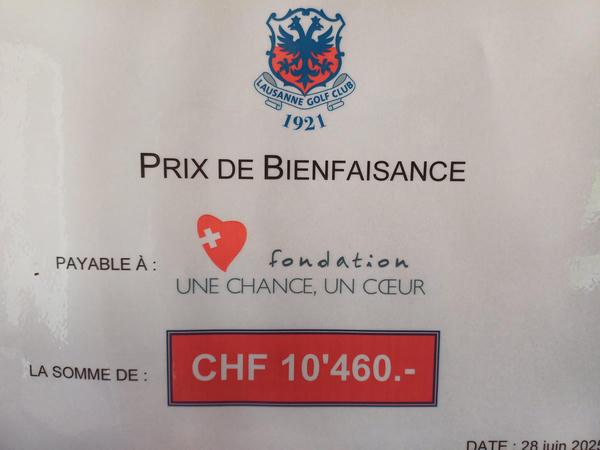 LAUSANNE GOLF CLUB
1921
PRIX DE BIENFAISANCE
PAYABLE À :
fondation
UNE CHANCE, UN CŒUR
LA SOMME DE :
CHF 10'460.-
DATE : 28 juin 2025